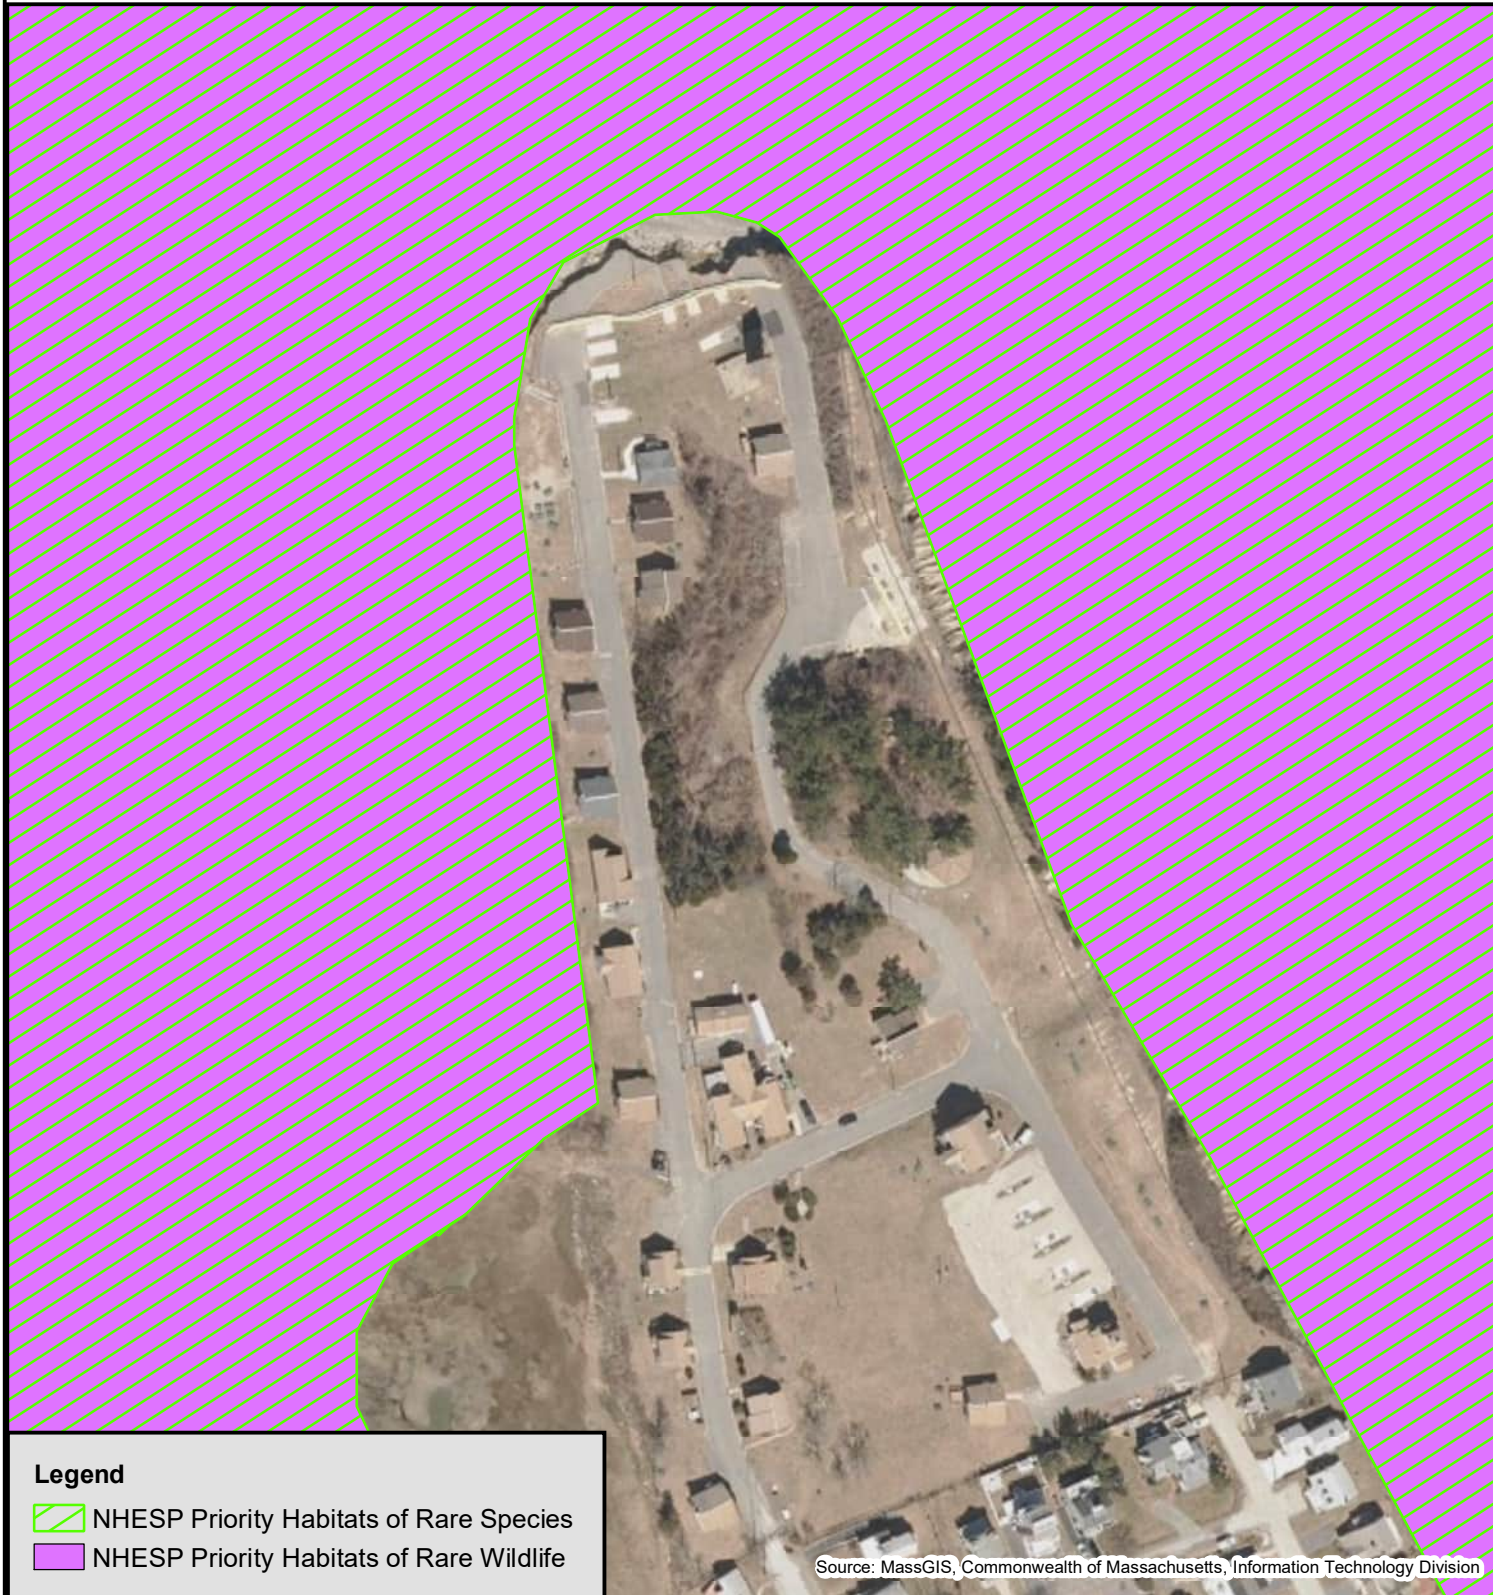 Legend
NHESP Priority Habitats of Rare Species
NHESP Priority Habitats of Rare Wildlife
Source: MassGIS, Commonwealth of Massachusetts, Information Technology Division